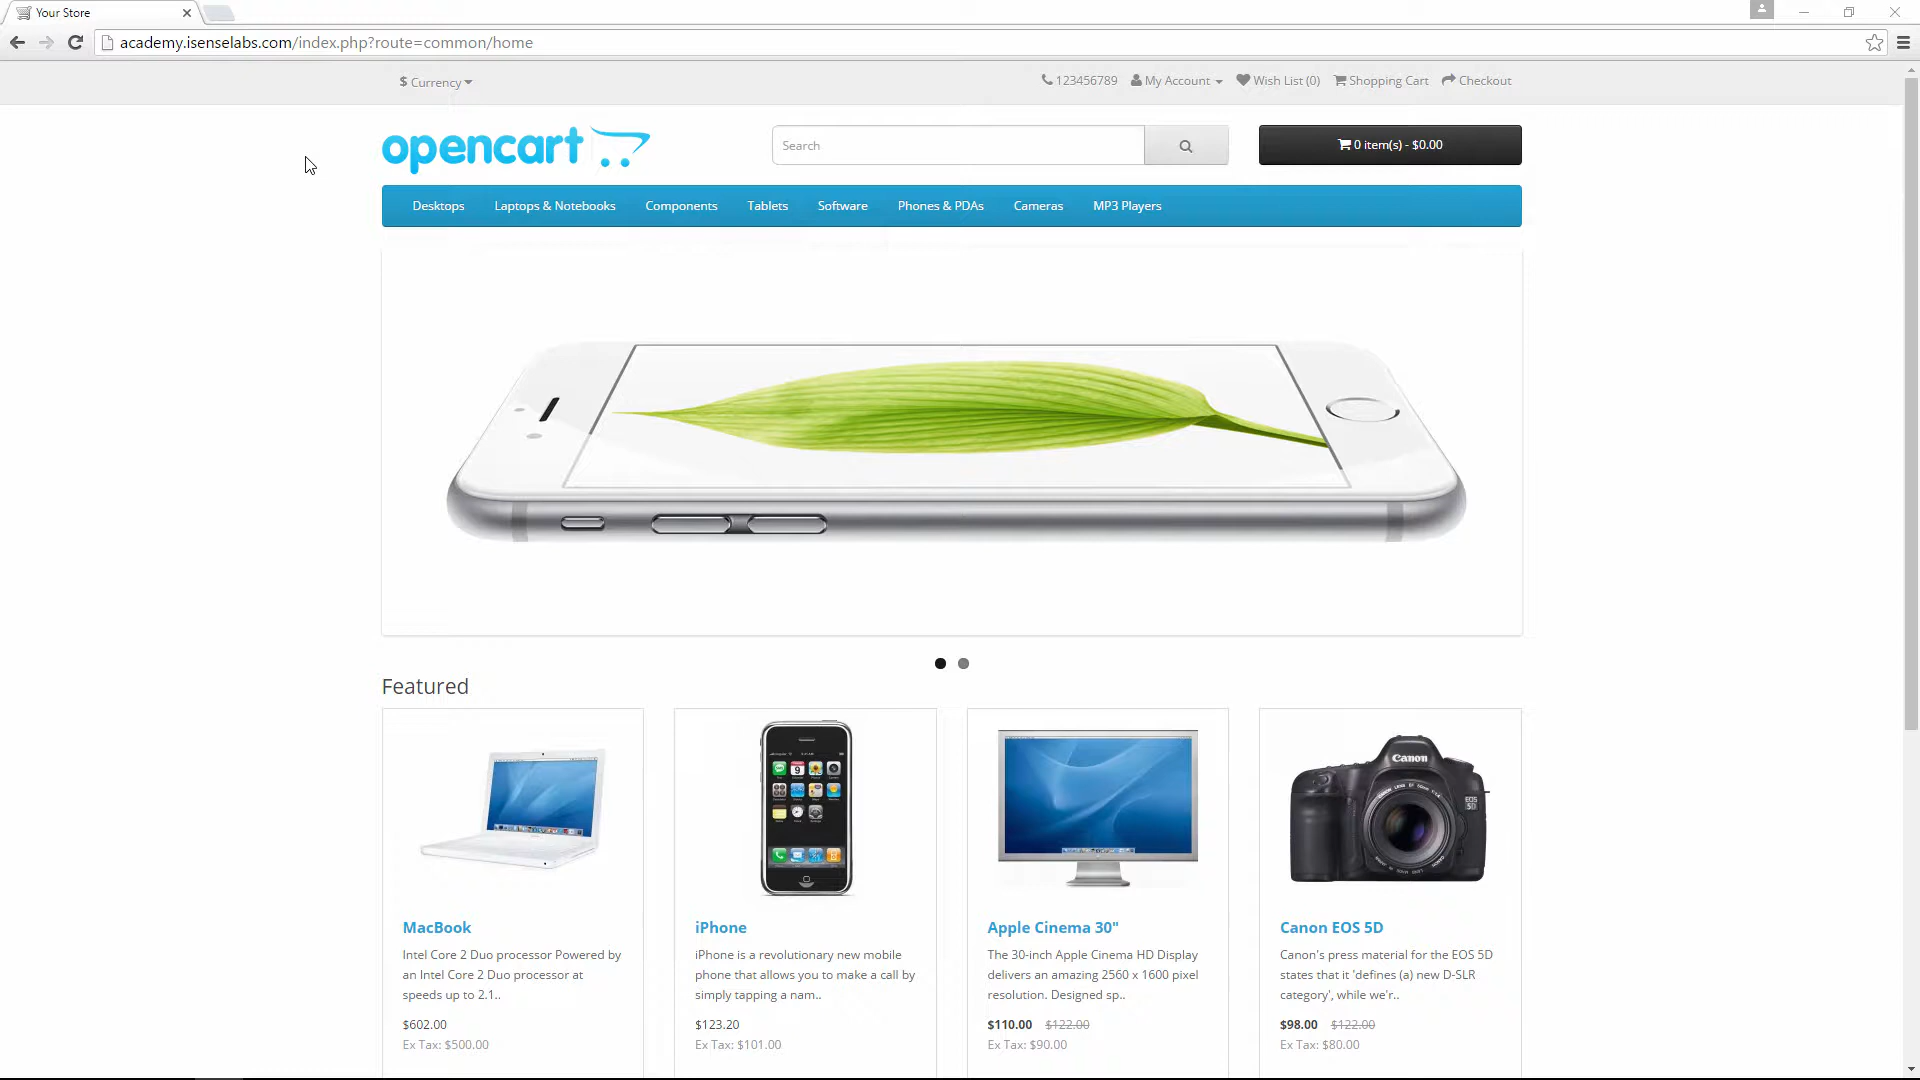 Your Store
academy.isenselabs.com/index.php?route=common/home
$ Currency
123456789 My Account Wish List (0) Shopping Cart Checkout
opencart
Search
0 item(s) - $0.00
Desktops Laptops & Notebooks Components Tablets Software Phones & PDAs Cameras MP3 Players
Featured
Canon
EOS
5D
MacBook
Intel Core 2 Duo processor Powered by
an Intel Core 2 Duo processor at
speeds up to 2.1..
$602.00
Ex Tax: $500.00
iPhone
iPhone is a revolutionary new mobile
phone that allows you to make a call by
simply tapping a nam..
$123.20
Ex Tax: $101.00
Apple Cinema 30"
The 30-inch Apple Cinema HD Display
delivers an amazing 2560 x 1600 pixel
resolution. Designed sp..
$110.00 $122.00
Ex Tax: $90.00
Canon EOS 5D
Canon's press material for the EOS 5D
states that it 'defines (a) new D-SLR
category', while we'r..
$98.00 $122.00
Ex Tax: $80.00